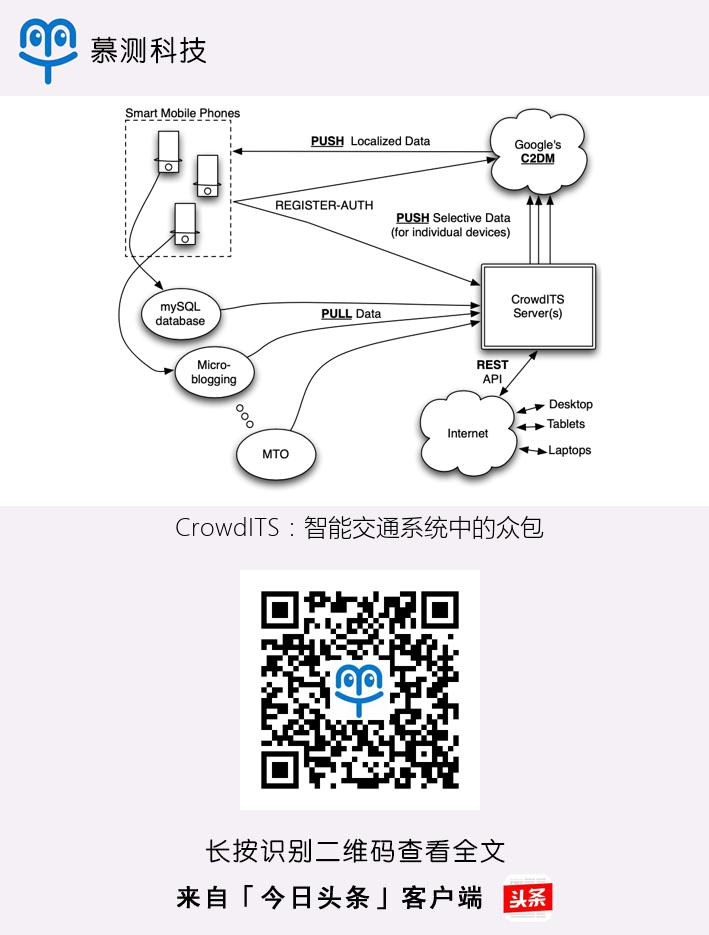 慕测科技
Smart Mobile Phones
PUSH Localized Data
Google's
C2DM
REGISTER-AUTH
PUSH Selective Data
(for individual devices)
mySQL
database
PULL Data
CrowdITS
Server(s)
Micro-
blogging
REST
API
MTO
Internet
Desktop
Tablets
Laptops
CrowdITS：智能交通系统中的众包
长按识别二维码查看全文
来自「今日头条」客户端
头条